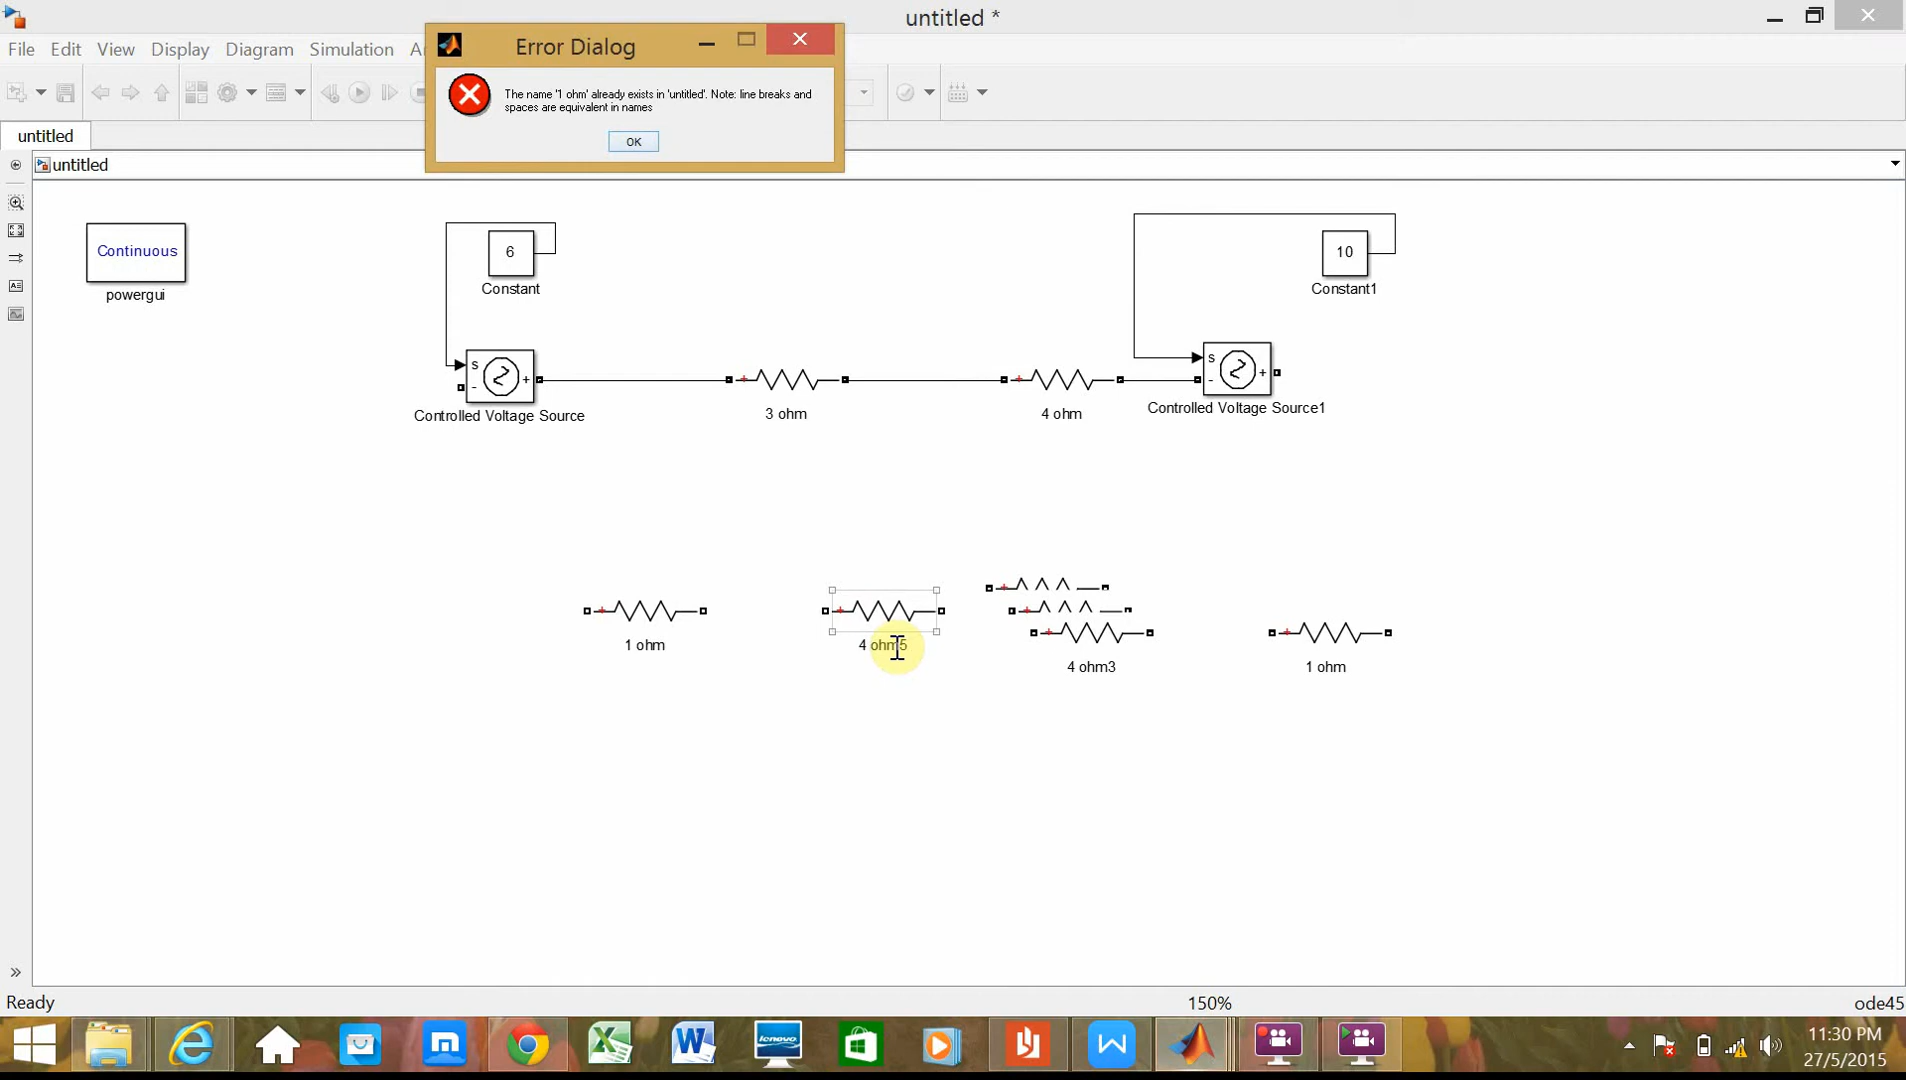 untitled *
File Edit View Display Diagram Simulation
Error Dialog
The name '1 ohm' already exists in 'untitled'. Note: line breaks and
spaces are equivalent in names
OK
untitled
untitled
Continuous
powergui
6
Constant
10
Constant1
s
-
+
Controlled Voltage Source
+
3 ohm
+
4 ohm
s
-
+
Controlled Voltage Source1
+
1 ohm
+
4 ohm5
+
+
+
4 ohm3
+
1 ohm
Ready
150%
ode45
lenovo
11:30 PM
27/5/2015